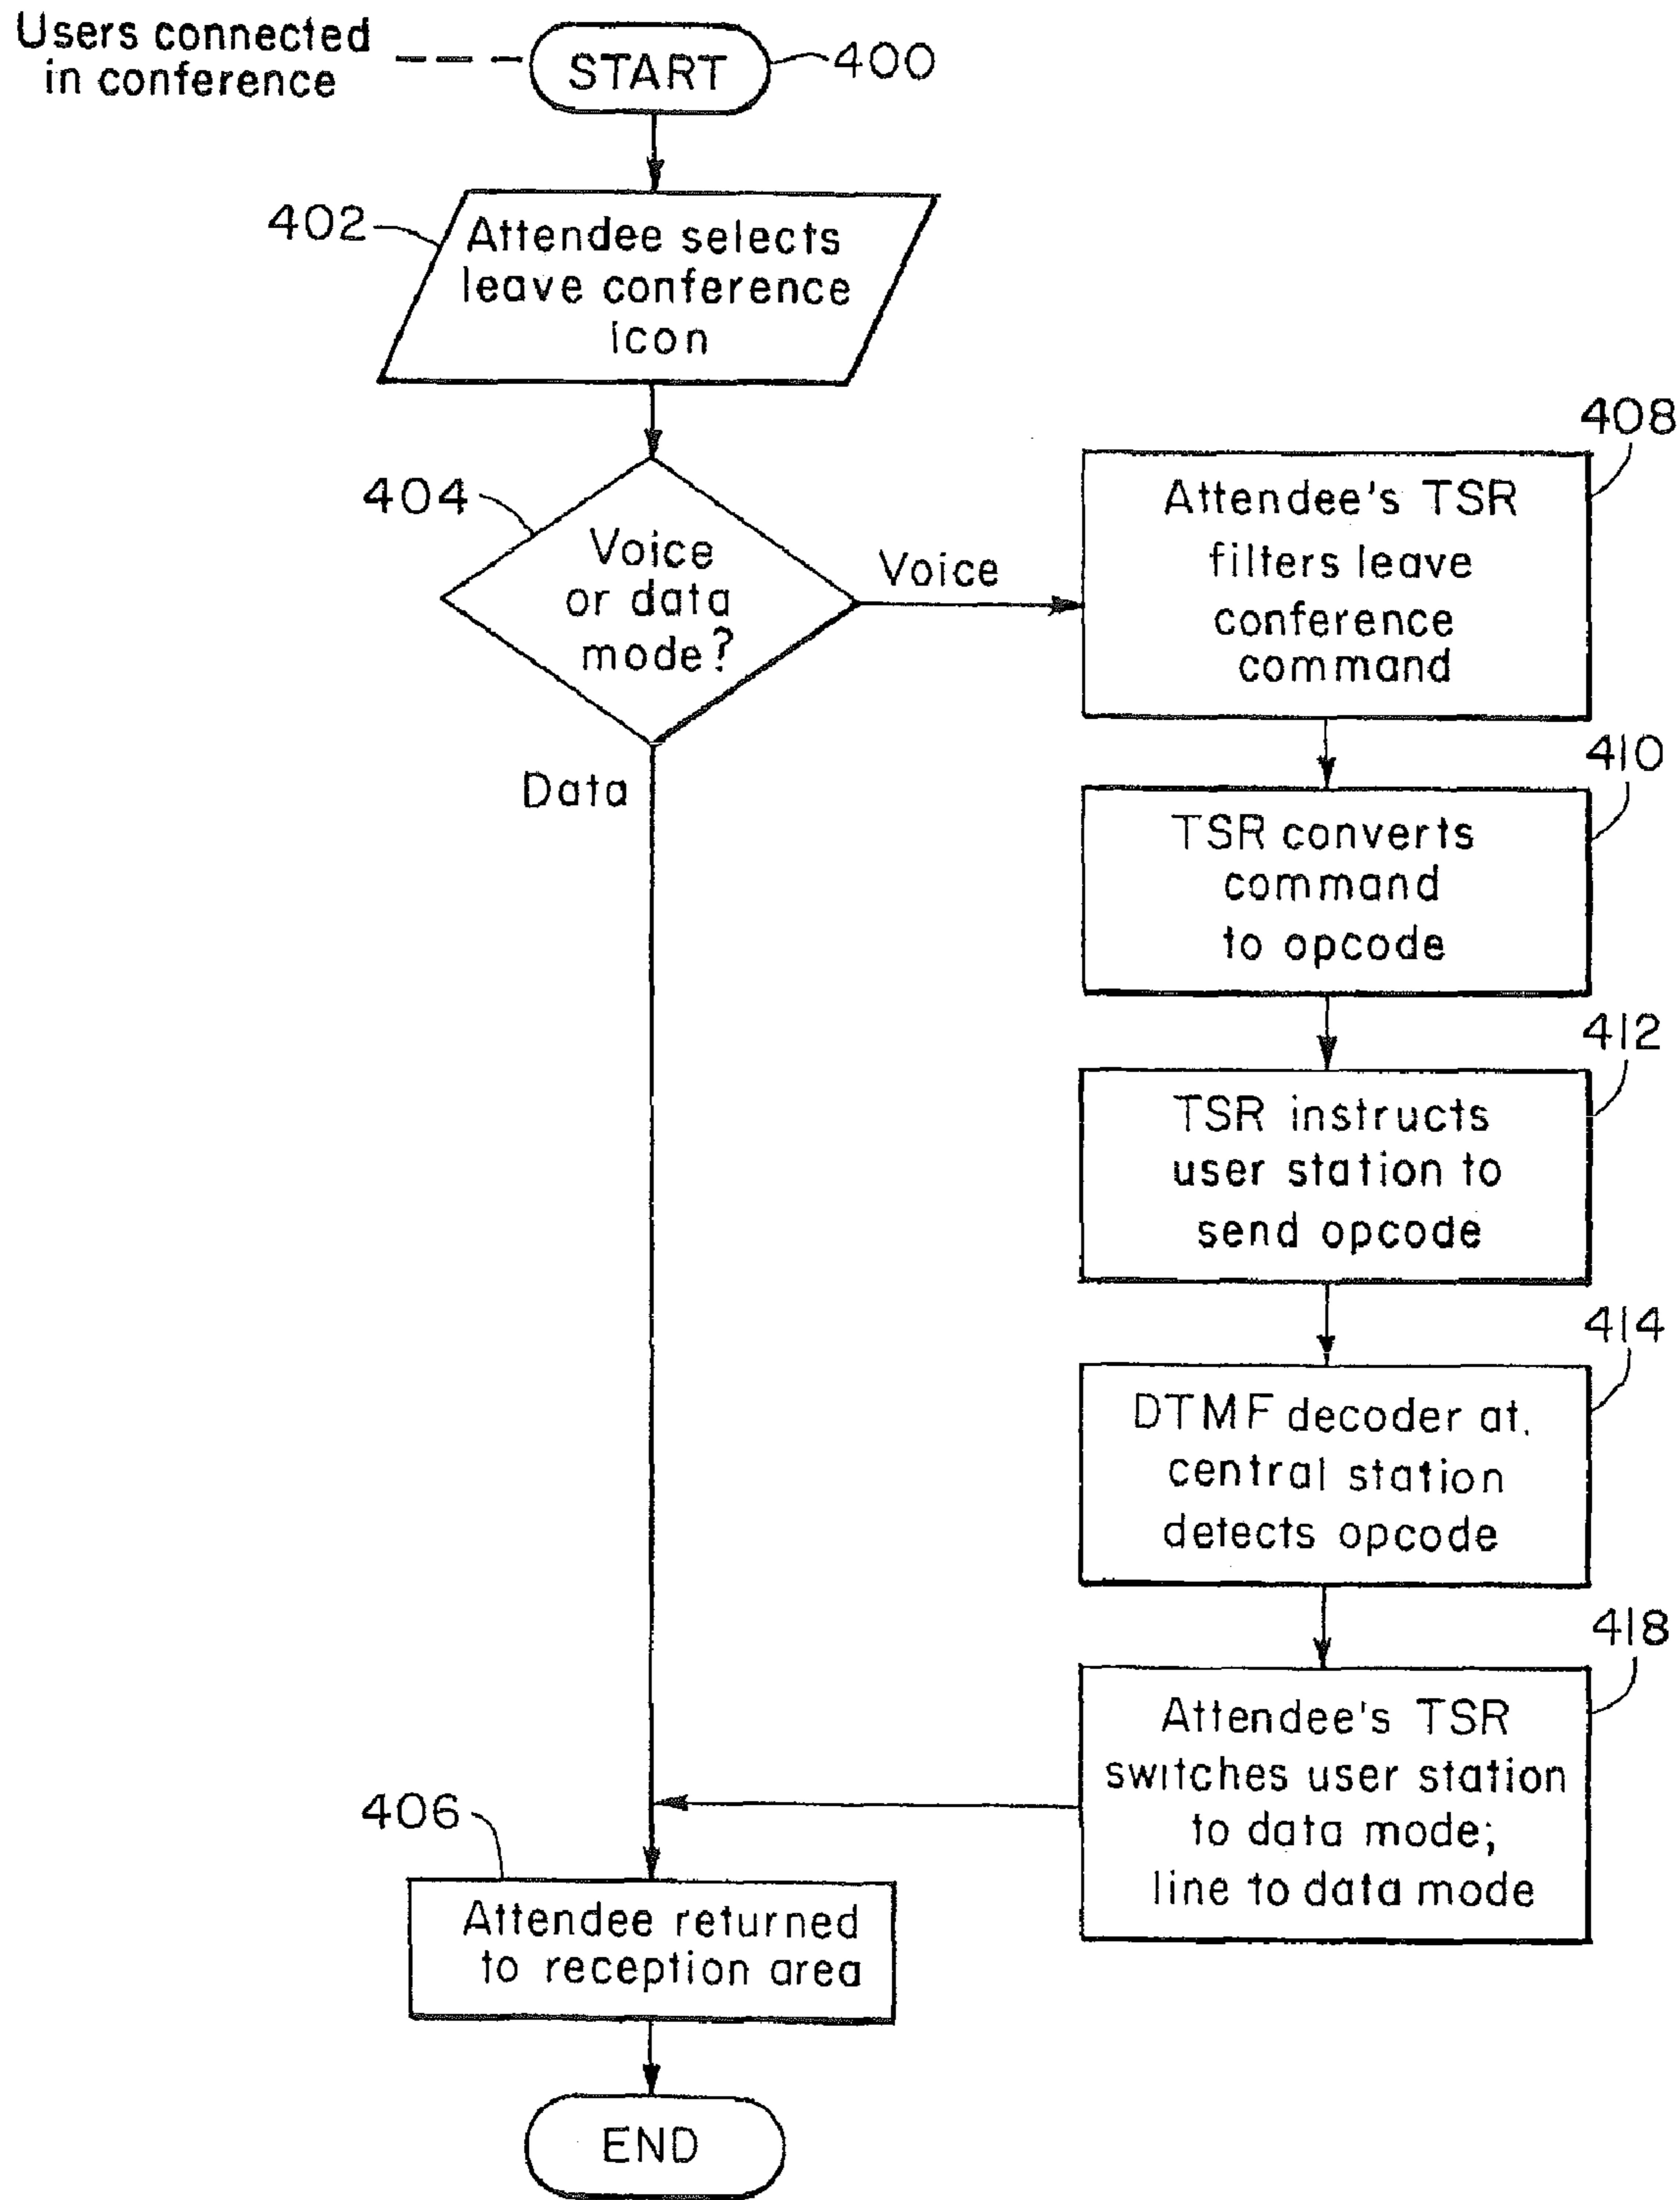 Users connected
in conference
START
400
402
Attendee selects
leave conference
icon
404
Voice
or data
mode?
Voice
Data
408
Attendee's TSR
filters leave
conference
command
410
TSR converts
command
to opcode
412
TSR instructs
user station to
send opcode
414
DTMF decoder at
central station
detects opcode
418
Attendee's TSR
switches user station
to data mode;
line to data mode
406
Attendee returned
to reception area
END